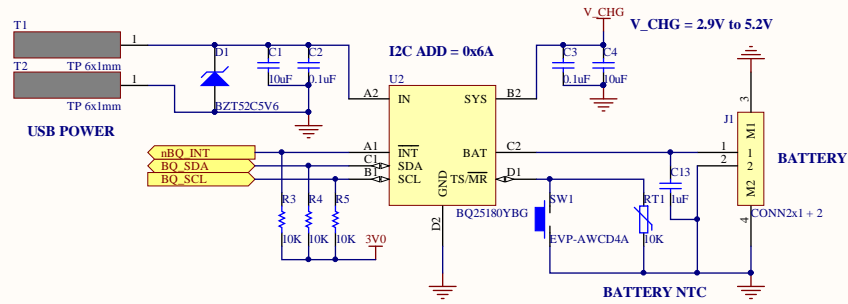 T1
1
TP 6x1mm
T2
1
TP 6x1mm
USB POWER
D1
BZT52C5V6
C1
10uF
C2
0.1uF
I2C ADD = 0x6A
U2
A2
IN
SYS
B2
A1
INT
C1
SDA
B1
SCL
BAT
C2
TS/MR
D1
GND
D2
BQ25180YBG
nBQ_INT
BQ_SDA
BQ_SCL
R3
10K
R4
10K
R5
10K
3V0
V_CHG
V_CHG = 2.9V to 5.2V
C3
0.1uF
C4
10uF
SW1
EVP-AWCD4A
RT1
10K
C13
1uF
BATTERY NTC
J1
3
M1
1
1
2
2
M2
4
CONN2x1 + 2
BATTERY